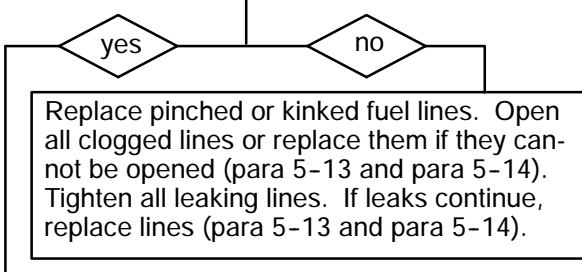 yes
no
Replace pinched or kinked fuel lines.  Open
all clogged lines or replace them if they can-
not be opened (para 5-13 and para 5-14).
Tighten all leaking lines.  If leaks continue,
replace lines (para 5-13 and para 5-14).